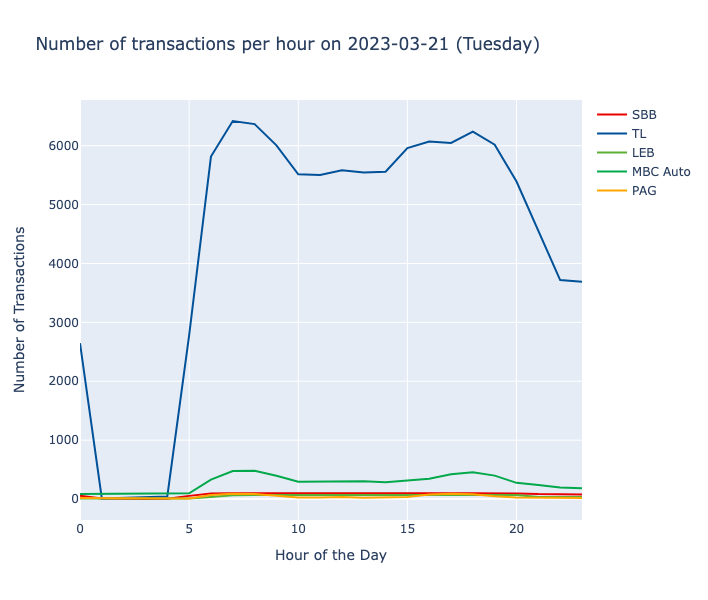 Number of transactions per hour on 2023-03-21 (Tuesday)
SBB
TL
LEB
MBC Auto
PAG
Number of Transactions
6000
5000
4000
3000
2000
1000
0
0
5
10
15
20
Hour of the Day